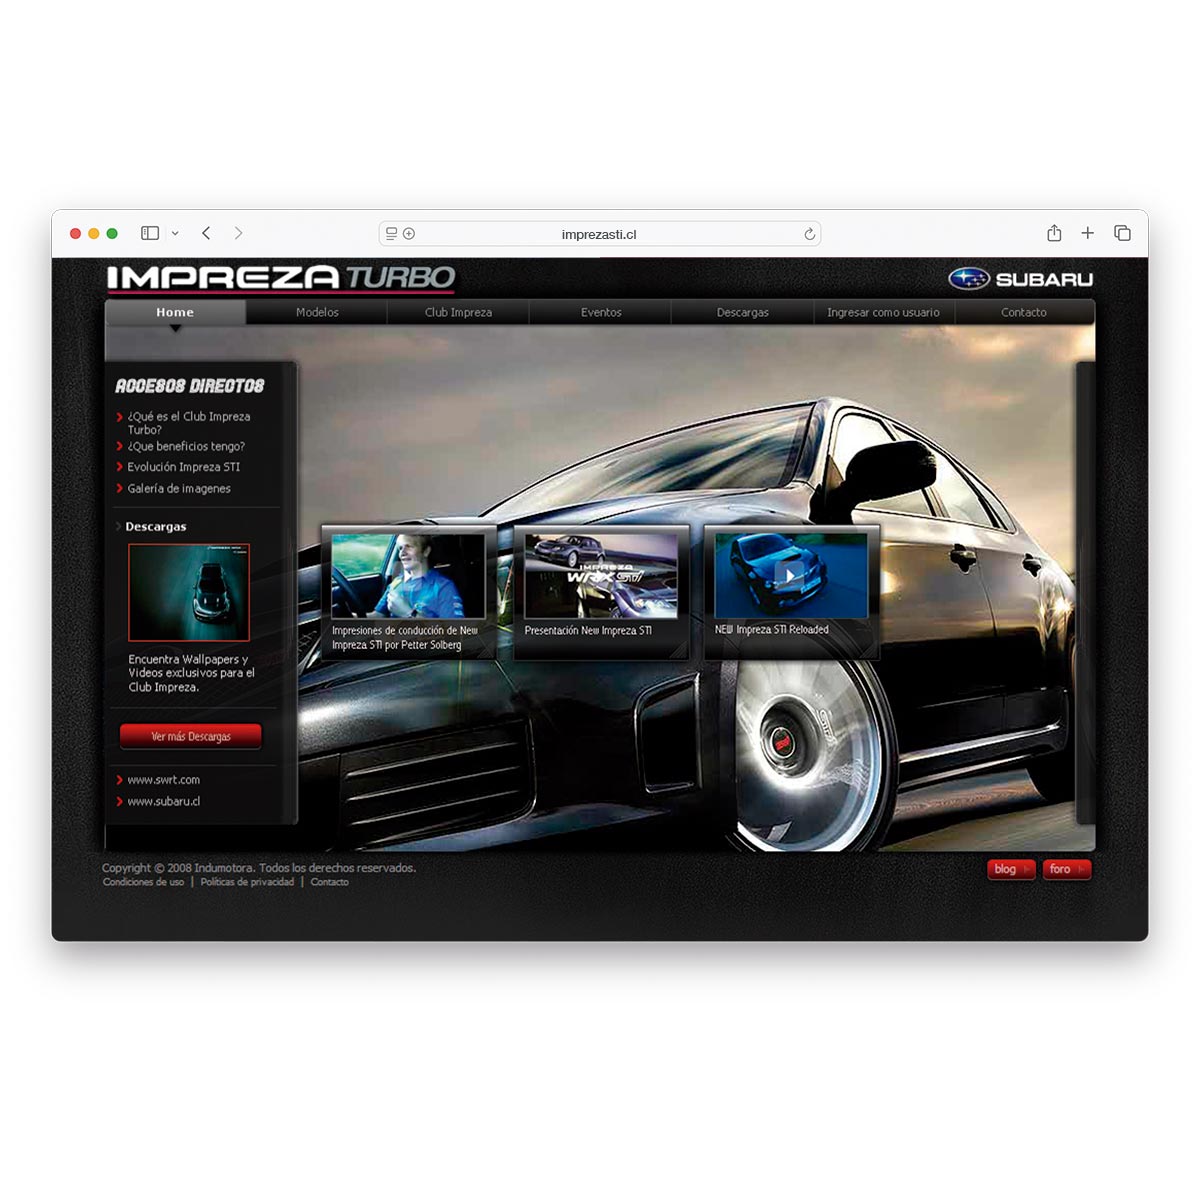 imprezasti.cl
IMPREZA TURBO
SUBARU
Home
Modelos
Club Impreza
Eventos
Descargas
Ingresar como usuario
Contacto
ACCESOS DIRECTOS
¿Qué es el Club Impreza
Turbo?
¿Que beneficios tengo?
Evolución Impreza STI
Galería de imagenes
Descargas
Encuentra Wallpapers y
Videos exclusivos para el
Club Impreza.
Ver más Descargas
www.swrt.com
www.subaru.cl
Impresiones de conducción de New
Impreza STI por Petter Solberg
IMPREZA
WRX STI
Presentación New Impreza STI
NEW Impreza STI Reloaded
Copyright © 2008 Indumotora. Todos los derechos reservados.
Condiciones de uso | Políticas de privacidad | Contacto
blog
foro